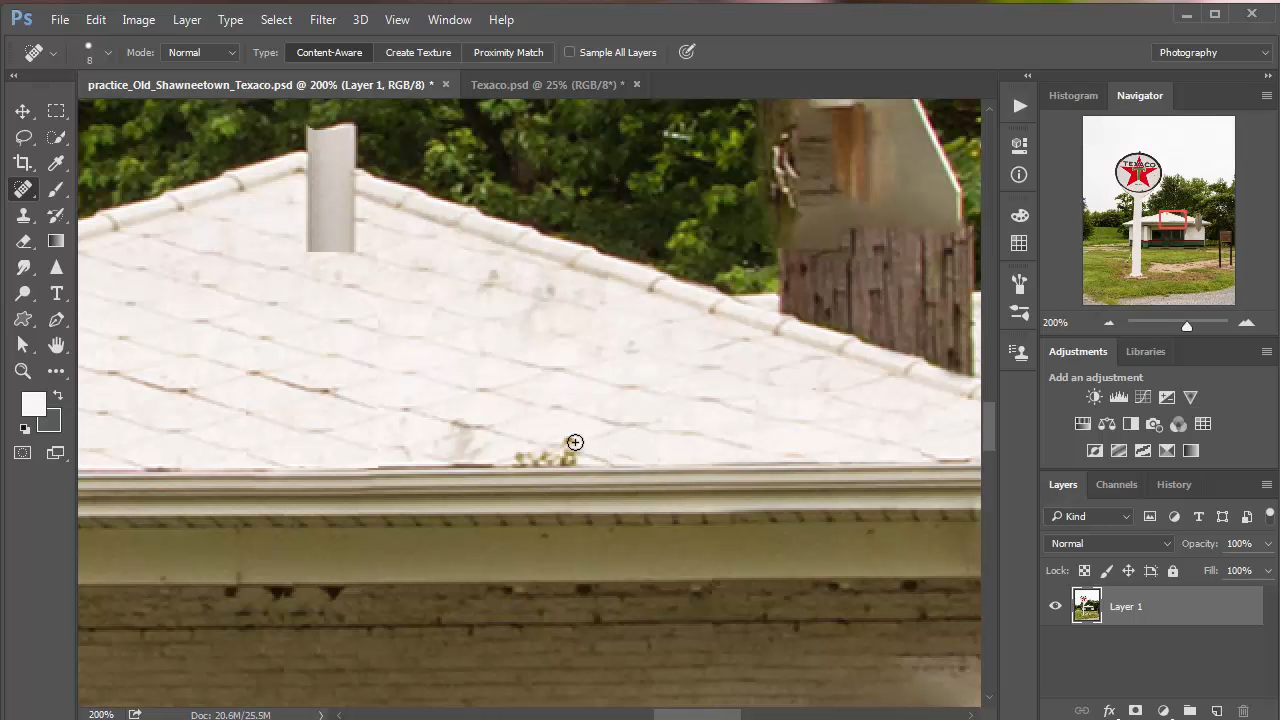 Ps File Edit Image Layer Type Select Filter 3D View Window Help
8 Mode: Normal Type: Content-Aware Create Texture Proximity Match Sample All Layers Photography
practice_Old_Shawneetown_Texaco.psd @ 200% (Layer 1, RGB/8) * × Texaco.psd @ 25% (RGB/8*) * ×
Histogram Navigator
TEXACO
200%
Adjustments Libraries
Add an adjustment
Layers Channels History
Kind
Normal Opacity: 100%
Lock: Fill: 100%
Layer 1
200% Doc: 20.6M/25.5M